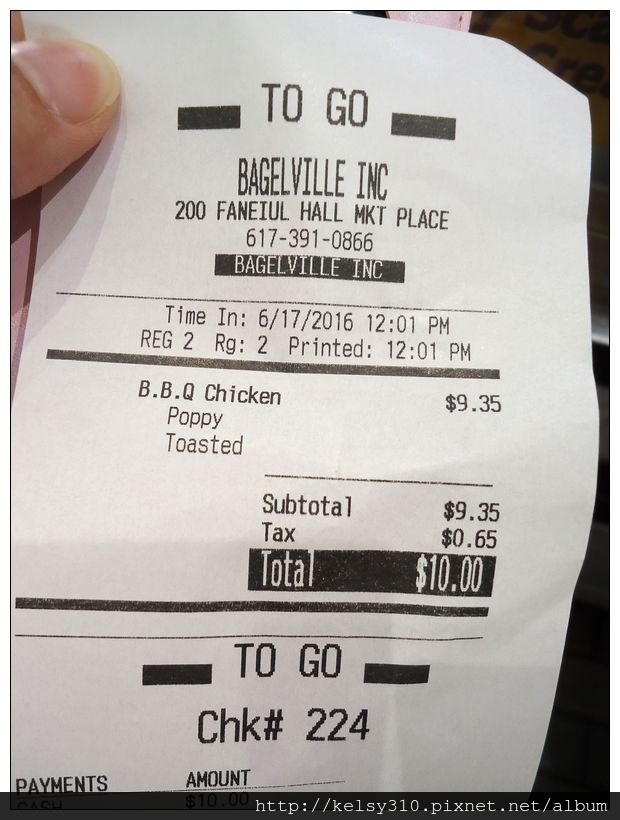 TO GO
BAGELVILLE INC
200 FANEIUL HALL MKT PLACE
617-391-0866
BAGELVILLE INC
Time In: 6/17/2016 12:01 PM
REG 2 Rg: 2 Printed: 12:01 PM
B.B.Q Chicken $9.35
Poppy
Toasted
Subtotal $9.35
Tax $0.65
Total $10.00
TO GO
Chk# 224
PAYMENTS AMOUNT
CASH $10.00
http://kelsy310.pixnet.net/album